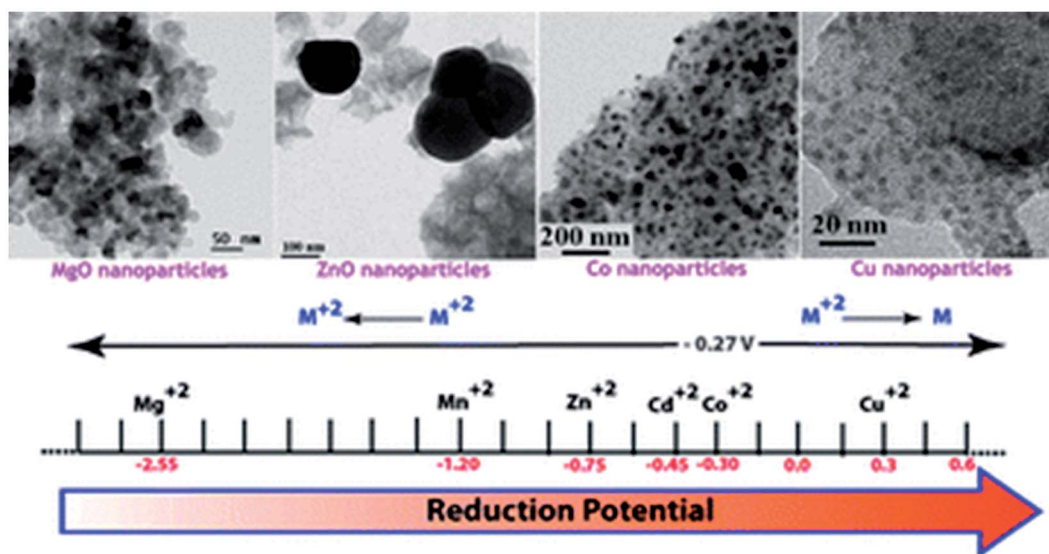 50 nm
100 nm
200 nm
20 nm
MgO nanoparticles
ZnO nanoparticles
Co nanoparticles
Cu nanoparticles
M+2 ← M+2
M+2 → M
- 0.27 V
Mg+2
Mn+2
Zn+2
Cd+2
Co+2
Cu+2
-2.55
-1.20
-0.75
-0.45
-0.30
0.0
0.3
0.6
Reduction Potential